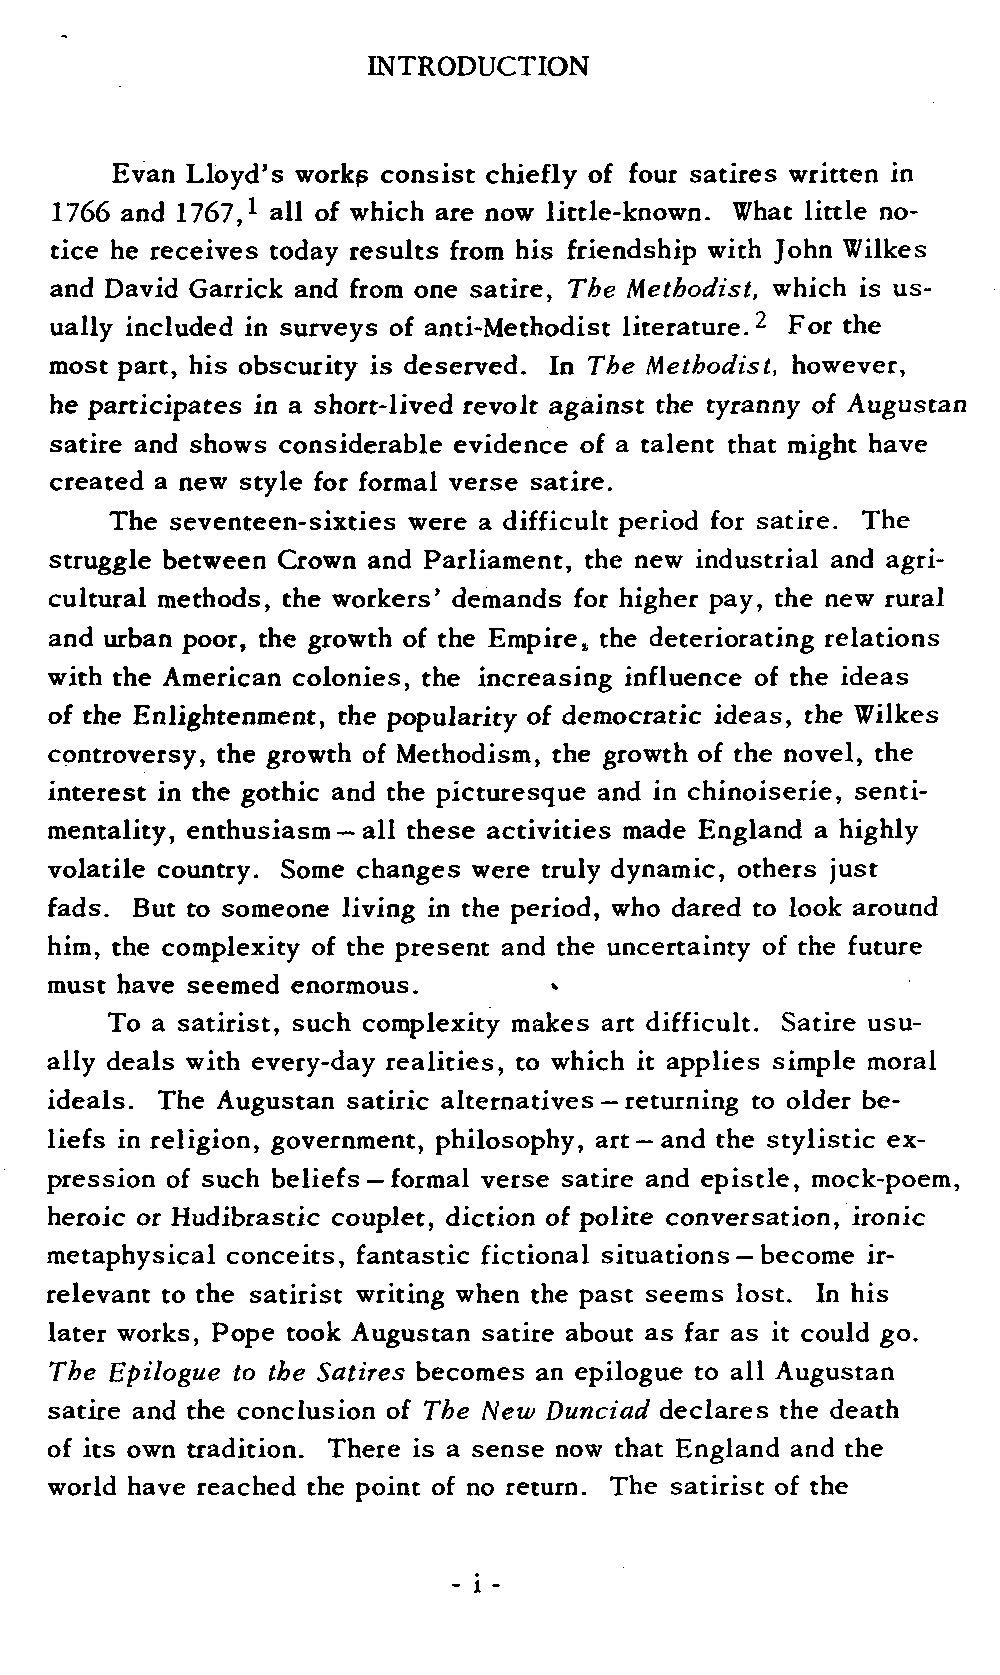 INTRODUCTION
Evan Lloyd's works consist chiefly of four satires written in
1766 and 1767,1 all of which are now little-known. What little no-
tice he receives today results from his friendship with John Wilkes
and David Garrick and from one satire, The Methodist, which is us-
ually included in surveys of anti-Methodist literature.2 For the
most part, his obscurity is deserved. In The Methodist, however,
he participates in a short-lived revolt against the tyranny of Augustan
satire and shows considerable evidence of a talent that might have
created a new style for formal verse satire.
The seventeen-sixties were a difficult period for satire. The
struggle between Crown and Parliament, the new industrial and agri-
cultural methods, the workers' demands for higher pay, the new rural
and urban poor, the growth of the Empire, the deteriorating relations
with the American colonies, the increasing influence of the ideas
of the Enlightenment, the popularity of democratic ideas, the Wilkes
controversy, the growth of Methodism, the growth of the novel, the
interest in the gothic and the picturesque and in chinoiserie, senti-
mentality, enthusiasm — all these activities made England a highly
volatile country. Some changes were truly dynamic, others just
fads. But to someone living in the period, who dared to look around
him, the complexity of the present and the uncertainty of the future
must have seemed enormous.
To a satirist, such complexity makes art difficult. Satire usu-
ally deals with every-day realities, to which it applies simple moral
ideals. The Augustan satiric alternatives — returning to older be-
liefs in religion, government, philosophy, art — and the stylistic ex-
pression of such beliefs — formal verse satire and epistle, mock-poem,
heroic or Hudibrastic couplet, diction of polite conversation, ironic
metaphysical conceits, fantastic fictional situations — become ir-
relevant to the satirist writing when the past seems lost. In his
later works, Pope took Augustan satire about as far as it could go.
The Epilogue to the Satires becomes an epilogue to all Augustan
satire and the conclusion of The New Dunciad declares the death
of its own tradition. There is a sense now that England and the
world have reached the point of no return. The satirist of the
- i -